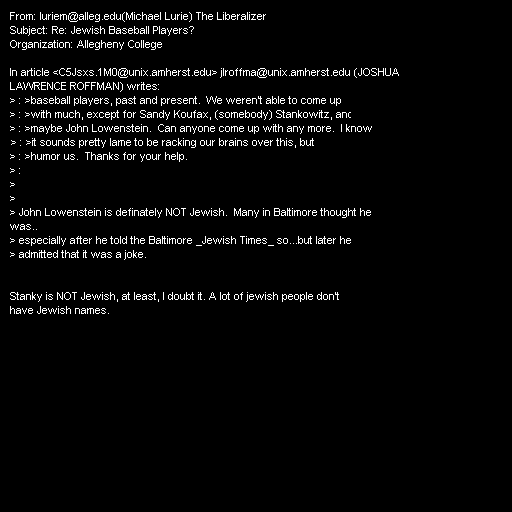 From: luriem@alleg.edu(Michael Lurie) The Liberalizer
Subject: Re: Jewish Baseball Players?
Organization: Allegheny College

In article <C5Jsxs.1M0@unix.amherst.edu> jlroffma@unix.amherst.edu (JOSHUA
LAWRENCE ROFFMAN) writes:
> : >baseball players, past and present.  We weren't able to come up
> : >with much, except for Sandy Koufax, (somebody) Stankowitz, and
> : >maybe John Lowenstein.  Can anyone come up with any more.  I know
> : >it sounds pretty lame to be racking our brains over this, but
> : >humor us.  Thanks for your help.
> :
>
>
> John Lowenstein is definately NOT Jewish.  Many in Baltimore thought he
was..
> especially after he told the Baltimore _Jewish Times_ so...but later he
> admitted that it was a joke.

Stanky is NOT Jewish, at least, I doubt it. A lot of jewish people don't
have Jewish names.